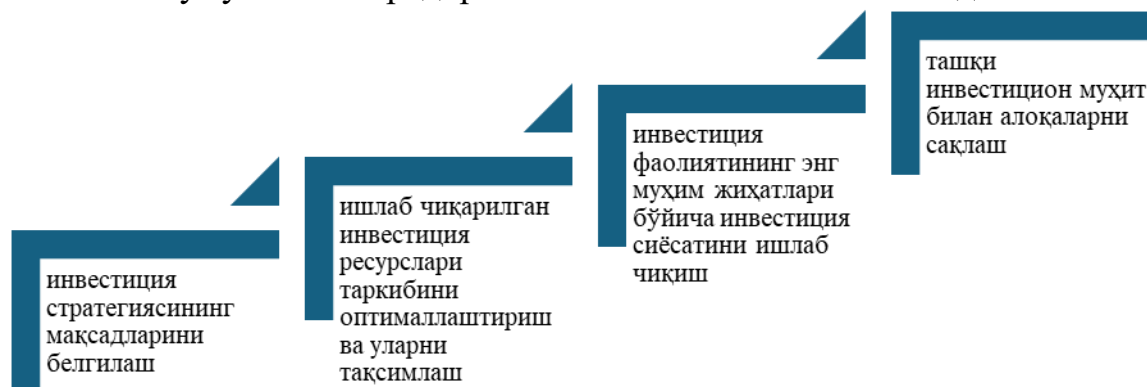 инвестиция
стратегиясининг
мақсадларини
белгилаш
ишлаб чиқарилган
инвестиция
ресурслари
таркибини
оптималлаштириш
ва уларни
тақсимлаш
инвестиция
фаолиятининг энг
муҳим жиҳатлари
бўйича инвестиция
сиёсатини ишлаб
чиқиш
ташқи
инвестицион муҳит
билан алоқаларни
сақлаш